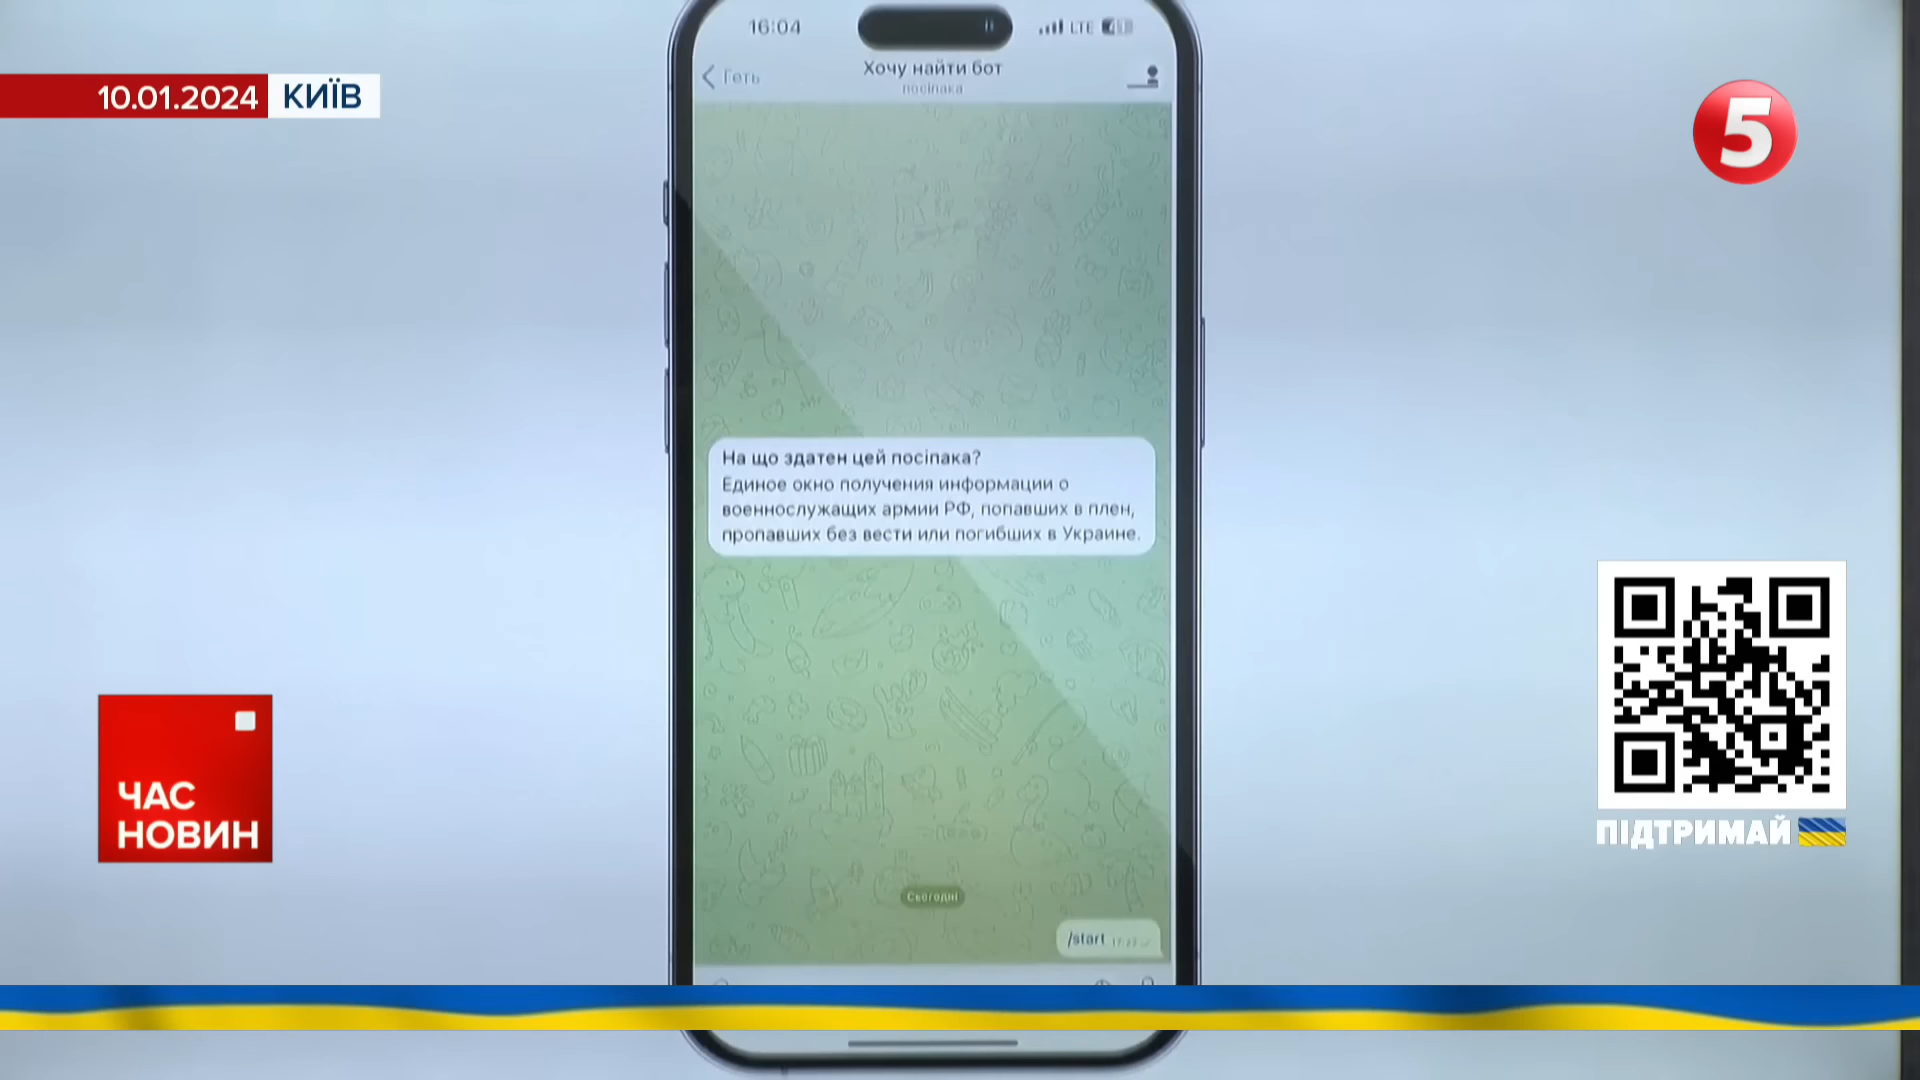 10.01.2024 КИЇВ
5
16:04
LTE
Геть
Хочу найти бот
посіпака
На що здатен цей посіпака?
Единое окно получения информации о
военнослужащих армии РФ, попавших в плен,
пропавших без вести или погибших в Украине.
Сьогодні
/start
ЧАС
НОВИН
ПІДТРИМАЙ